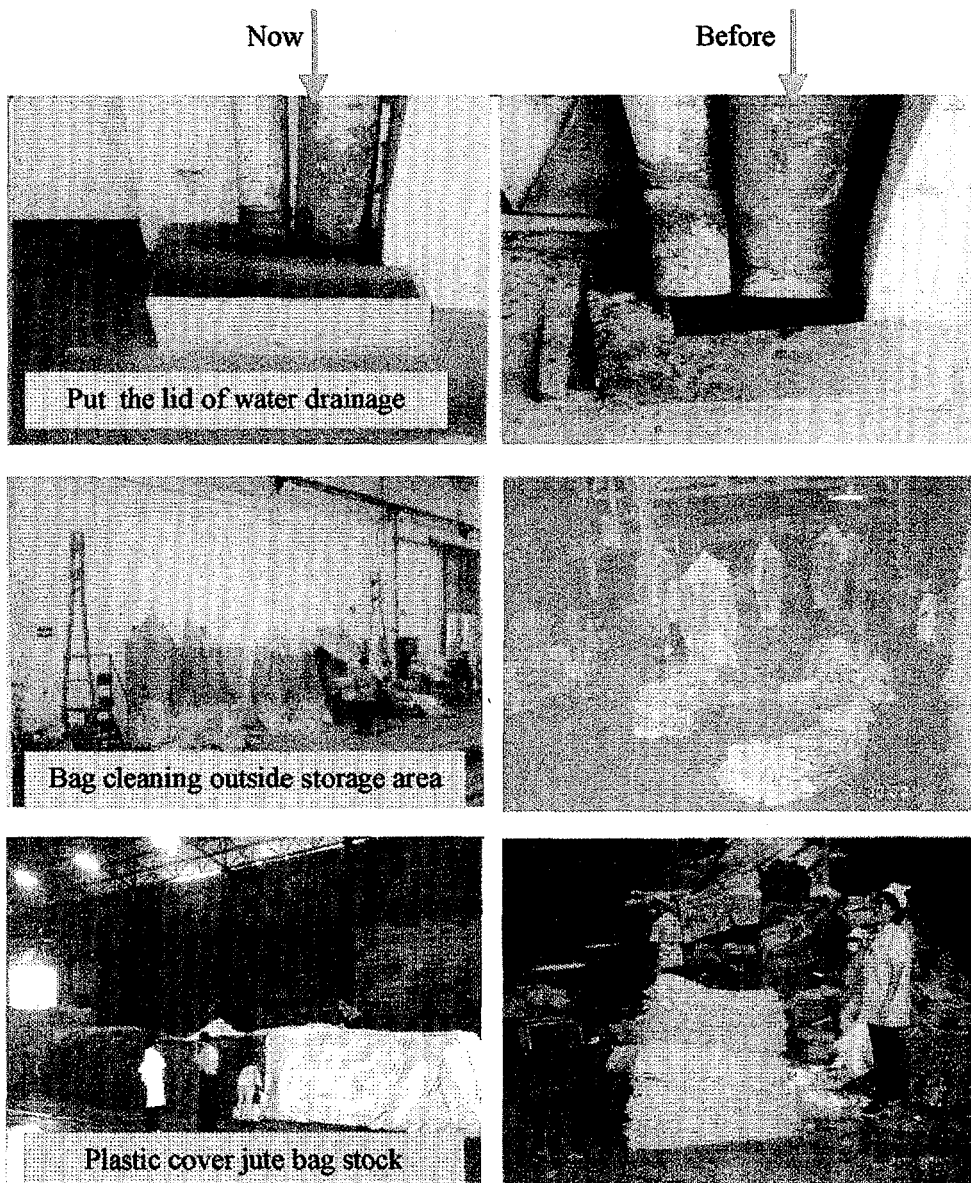 Now
Before
Put the lid of water drainage
Bag cleaning outside storage area
Plastic cover jute bag stock